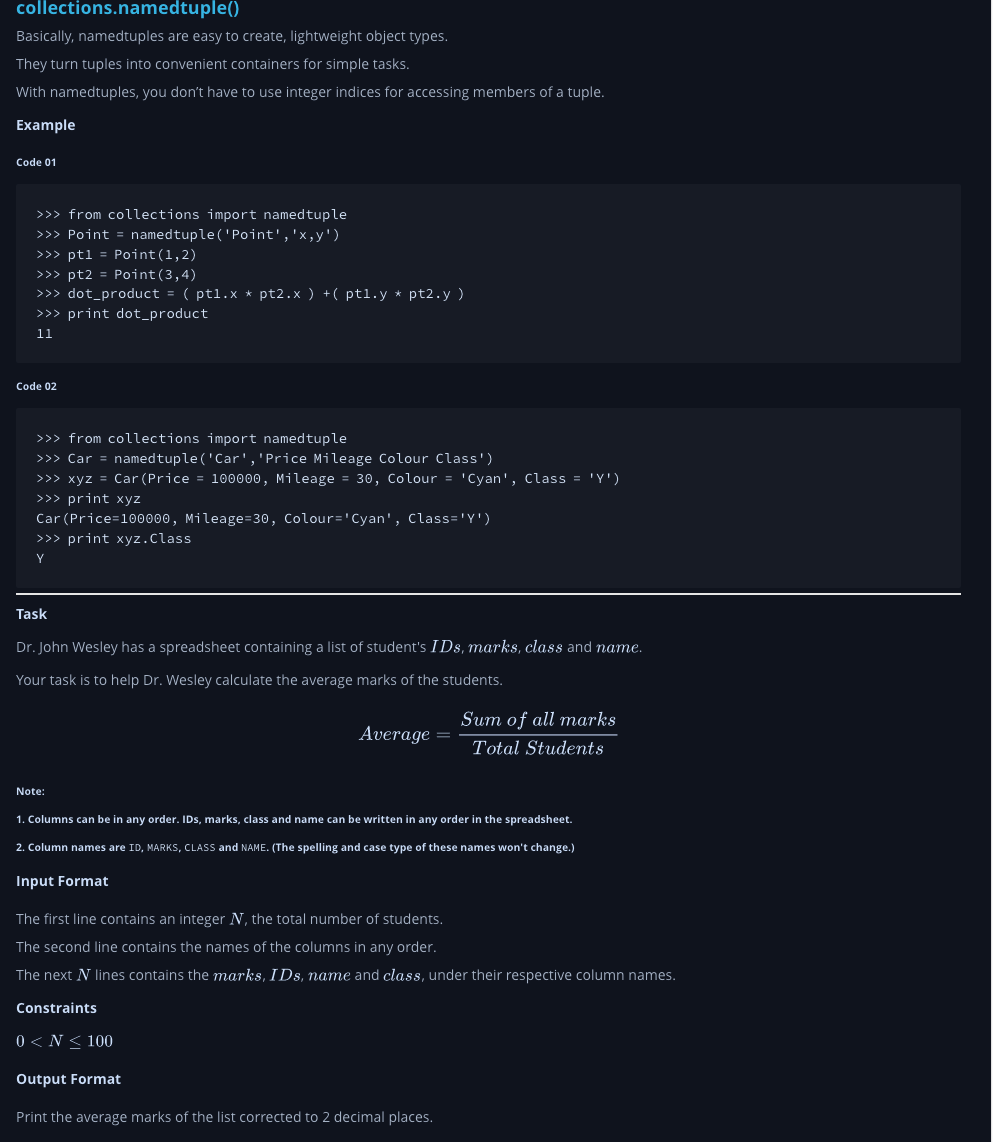 collections.namedtuple()
Basically, namedtuples are easy to create, lightweight object types.
They turn tuples into convenient containers for simple tasks.
With namedtuples, you don’t have to use integer indices for accessing members of a tuple.
Example
Code 01
>>> from collections import namedtuple
>>> Point = namedtuple('Point','x,y')
>>> pt1 = Point(1,2)
>>> pt2 = Point(3,4)
>>> dot_product = ( pt1.x * pt2.x ) +( pt1.y * pt2.y )
>>> print dot_product
11
Code 02
>>> from collections import namedtuple
>>> Car = namedtuple('Car','Price Mileage Colour Class')
>>> xyz = Car(Price = 100000, Mileage = 30, Colour = 'Cyan', Class = 'Y')
>>> print xyz
Car(Price=100000, Mileage=30, Colour='Cyan', Class='Y')
>>> print xyz.Class
Y
Task
Dr. John Wesley has a spreadsheet containing a list of student's IDs, marks, class and name.
Your task is to help Dr. Wesley calculate the average marks of the students.
Average = Sum of all marks / Total Students
Note:
1. Columns can be in any order. IDs, marks, class and name can be written in any order in the spreadsheet.
2. Column names are ID, MARKS, CLASS and NAME. (The spelling and case type of these names won't change.)
Input Format
The first line contains an integer N, the total number of students.
The second line contains the names of the columns in any order.
The next N lines contains the marks, IDs, name and class, under their respective column names.
Constraints
0 < N ≤ 100
Output Format
Print the average marks of the list corrected to 2 decimal places.